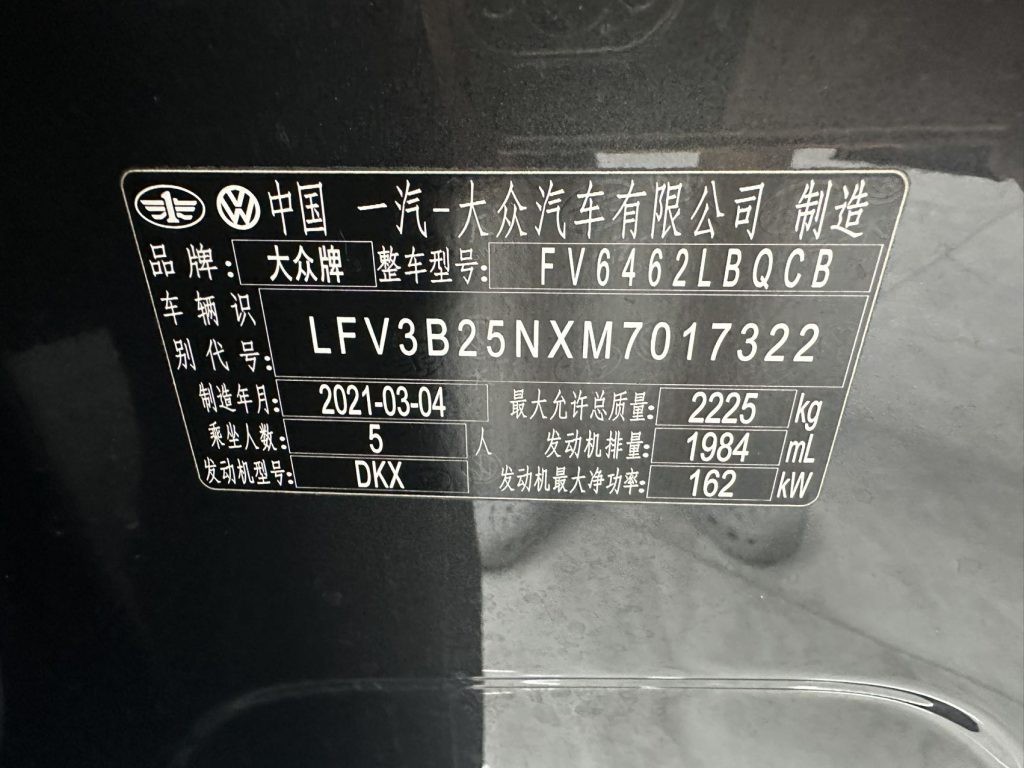 中国 一汽-大众汽车有限公司 制造
品牌: 大众牌 整车型号: FV6462LBQCB
车辆识
别代号: LFV3B25NXM7017322
制造年月: 2021-03-04 最大允许总质量: 2225 kg
乘坐人数: 5 人 发动机排量: 1984 mL
发动机型号: DKX 发动机最大净功率: 162 kW